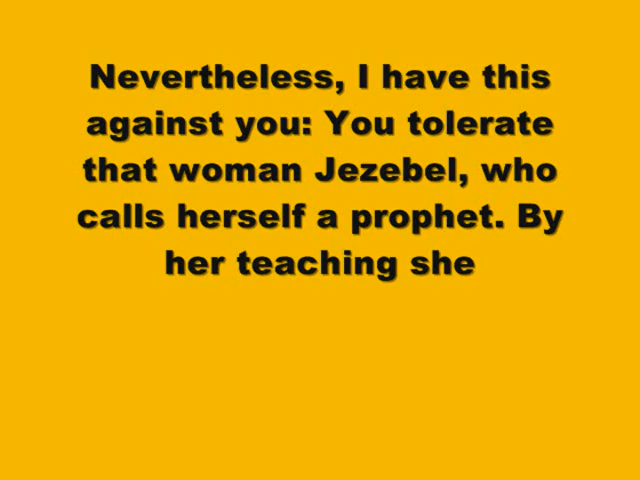 Nevertheless, I have this
against you: You tolerate
that woman Jezebel, who
calls herself a prophet. By
her teaching she